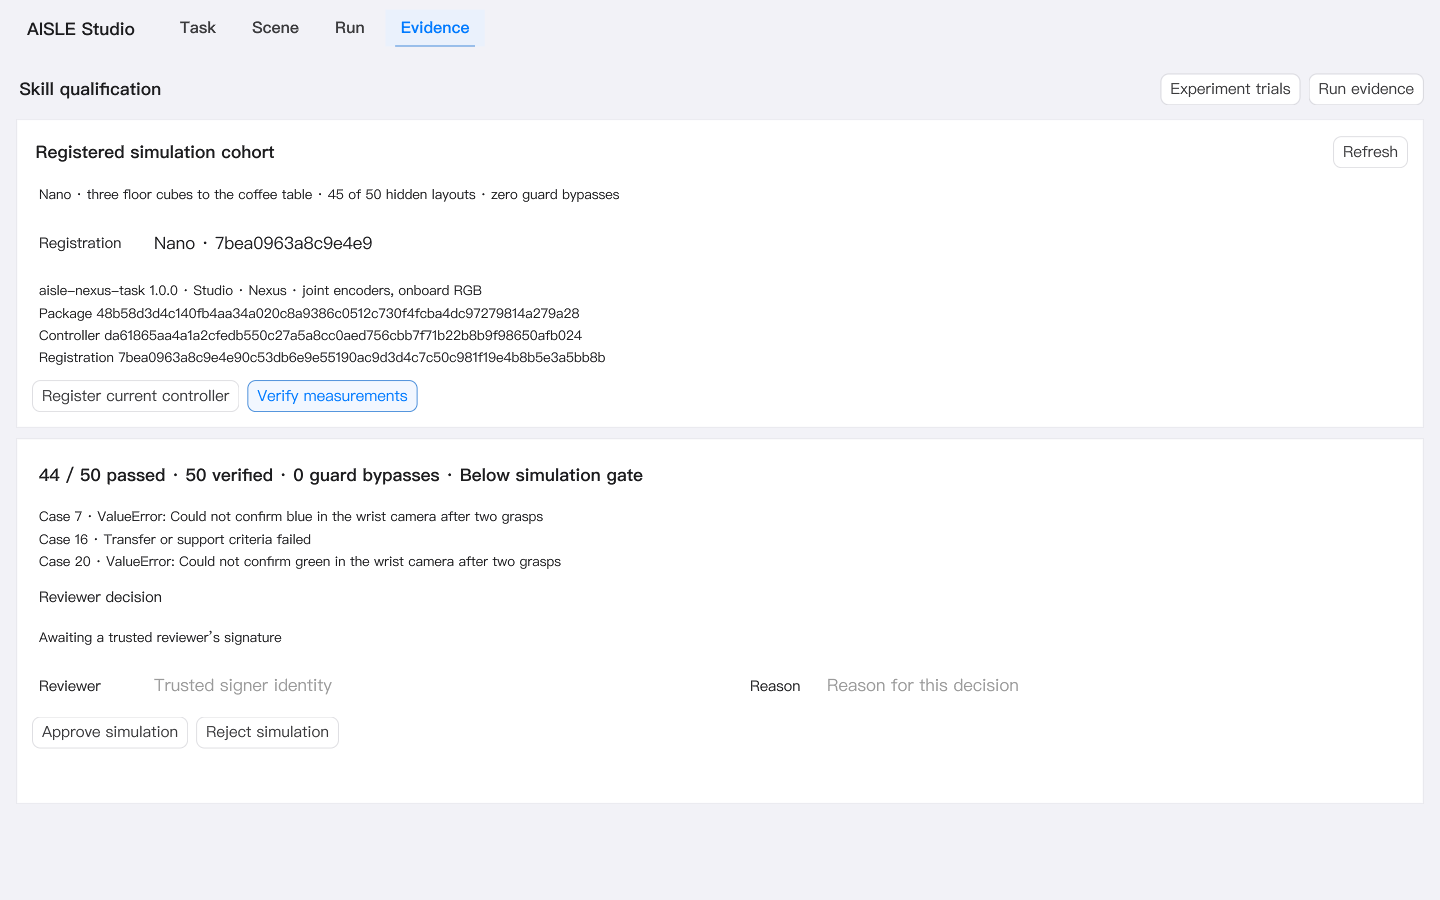 AISLE Studio Task Scene Run Evidence
Skill qualification Experiment trials Run evidence
Registered simulation cohort Refresh
Nano · three floor cubes to the coffee table · 45 of 50 hidden layouts · zero guard bypasses
Registration Nano · 7bea0963a8c9e4e9
aisle-nexus-task 1.0.0 · Studio · Nexus · joint encoders, onboard RGB
Package 48b58d3d4c140fb4aa34a020c8a9386c0512c730f4fcba4dc97279814a279a28
Controller da61865aa4a1a2cfedb550c27a5a8cc0aed756cbb7f71b22b8b9f98650afb024
Registration 7bea0963a8c9e4e90c53db6e9e55190ac9d3d4c7c50c981f19e4b8b5e3a5bb8b
Register current controller Verify measurements
44 / 50 passed · 50 verified · 0 guard bypasses · Below simulation gate
Case 7 · ValueError: Could not confirm blue in the wrist camera after two grasps
Case 16 · Transfer or support criteria failed
Case 20 · ValueError: Could not confirm green in the wrist camera after two grasps
Reviewer decision
Awaiting a trusted reviewer's signature
Reviewer Trusted signer identity Reason Reason for this decision
Approve simulation Reject simulation